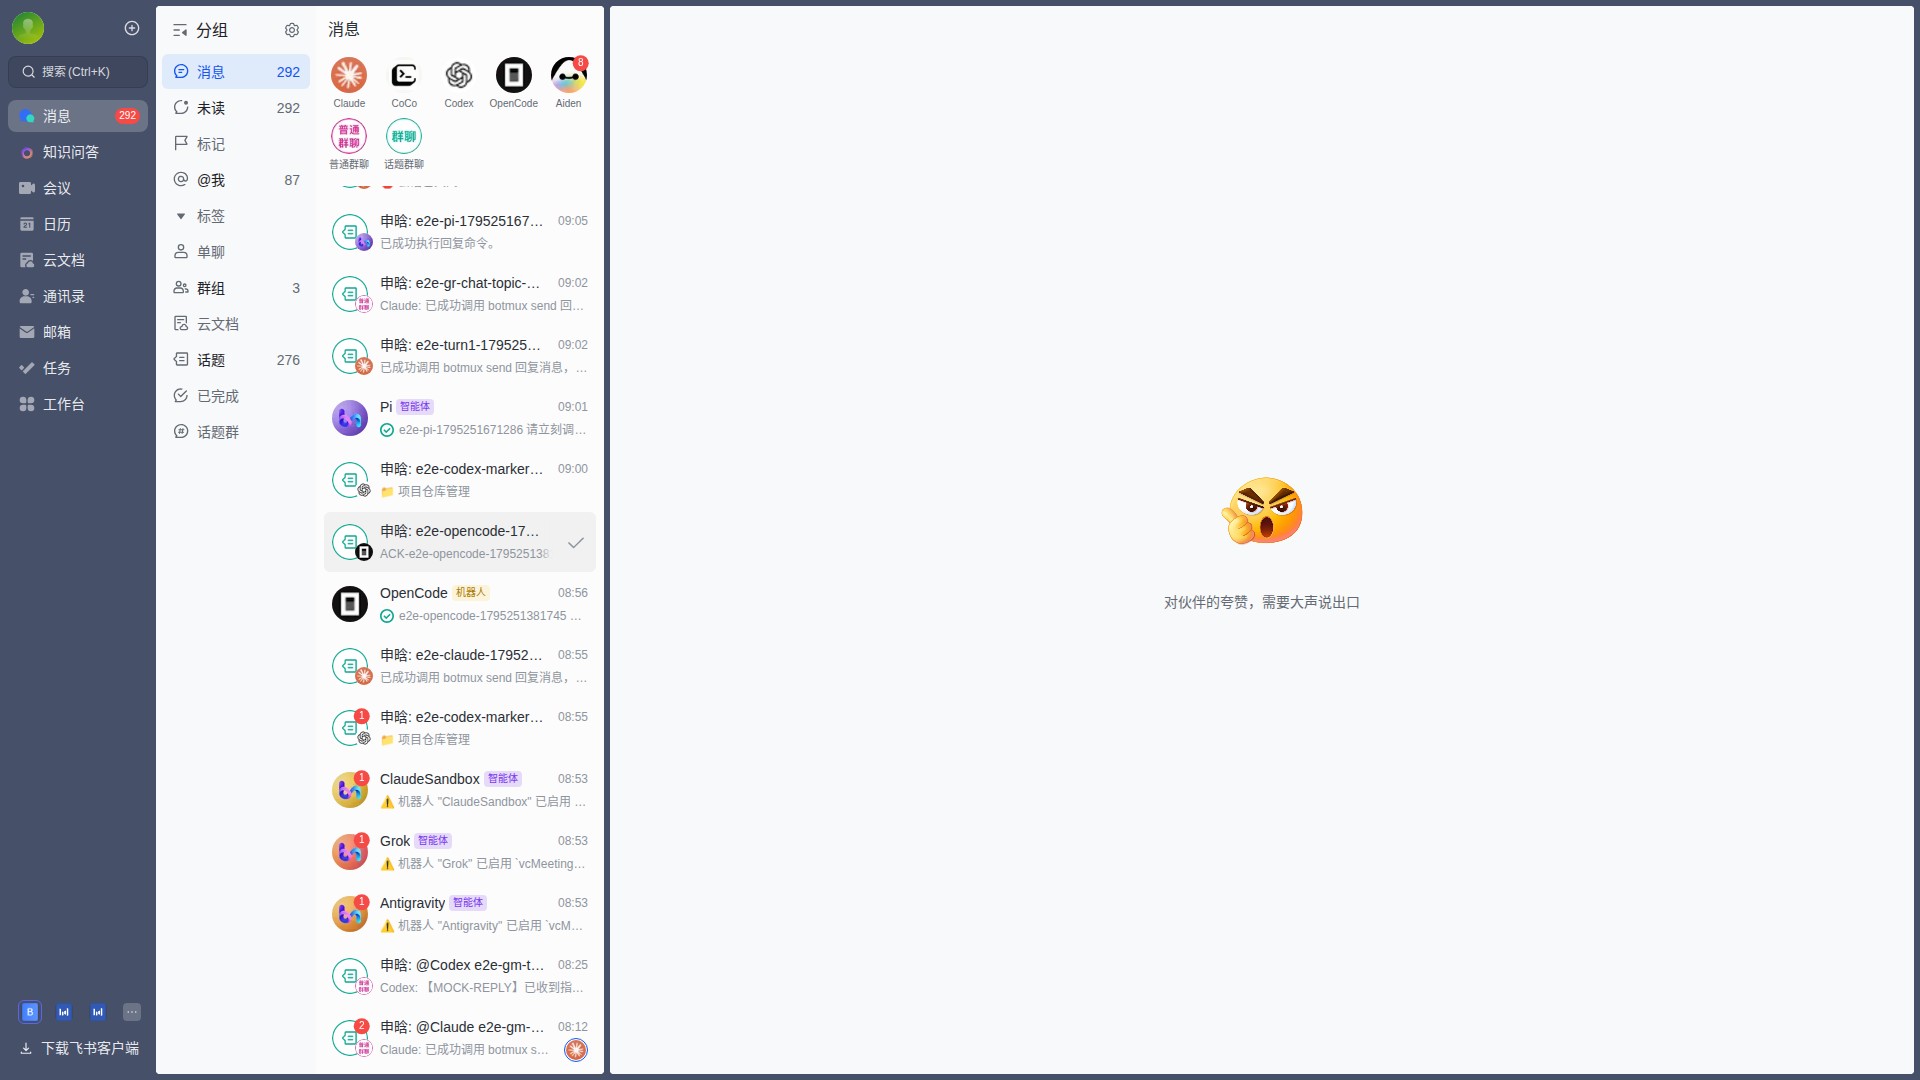 搜索 (Ctrl+K)
消息 292
知识问答
会议
日历
云文档
通讯录
邮箱
任务
工作台
B
下载飞书客户端
分组
消息 292
未读 292
标记
@我 87
标签
单聊
群组 3
云文档
话题 276
已完成
话题群
消息
8
Claude CoCo Codex OpenCode Aiden
普通群聊 群聊
普通群聊 话题群聊
申晗: e2e-pi-179525167... 09:05
已成功执行回复命令。
申晗: e2e-gr-chat-topic-... 09:02
Claude: 已成功调用 botmux send 回...
申晗: e2e-turn1-179525... 09:02
已成功调用 botmux send 回复消息，...
Pi 智能体 09:01
e2e-pi-1795251671286 请立刻调...
申晗: e2e-codex-marker... 09:00
📁 项目仓库管理
申晗: e2e-opencode-17...
ACK-e2e-opencode-179525138
OpenCode 机器人 08:56
e2e-opencode-1795251381745 ...
申晗: e2e-claude-17952... 08:55
已成功调用 botmux send 回复消息，...
1
申晗: e2e-codex-marker... 08:55
📁 项目仓库管理
1
ClaudeSandbox 智能体 08:53
⚠️ 机器人 "ClaudeSandbox" 已启用 ...
1
Grok 智能体 08:53
⚠️ 机器人 "Grok" 已启用 `vcMeeting...
1
Antigravity 智能体 08:53
⚠️ 机器人 "Antigravity" 已启用 `vcM...
申晗: @Codex e2e-gm-t... 08:25
Codex: 【MOCK-REPLY】已收到指...
2
申晗: @Claude e2e-gm-... 08:12
Claude: 已成功调用 botmux s...
对伙伴的夸赞，需要大声说出口